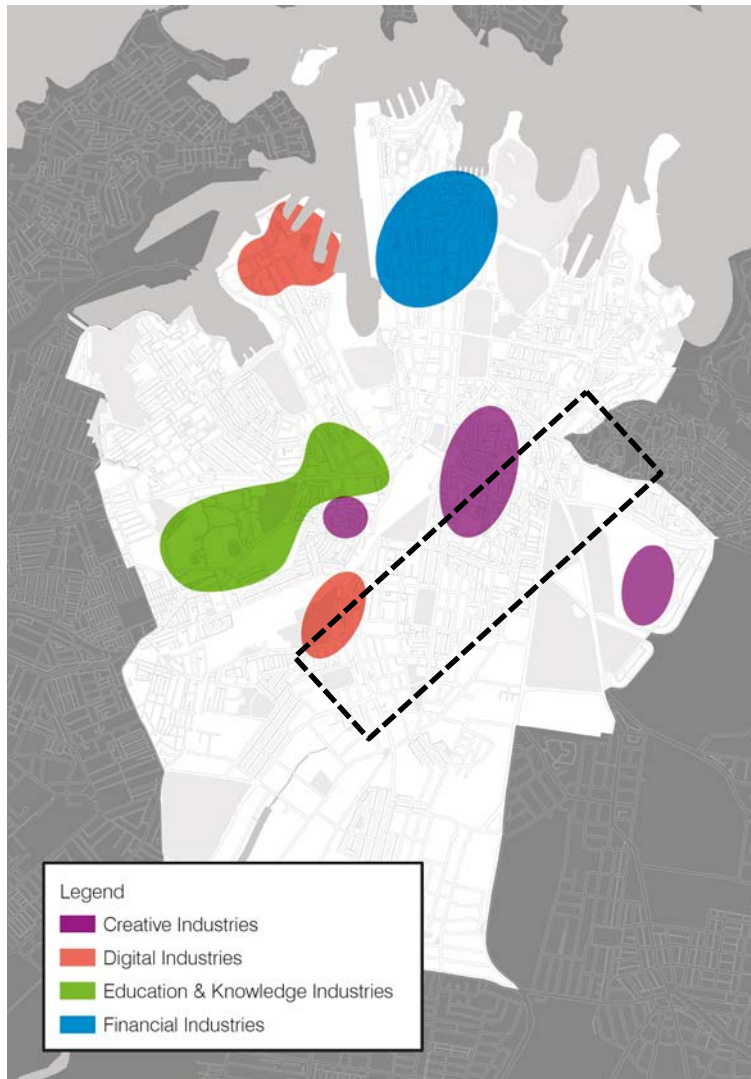 Legend
Creative Industries
Digital Industries
Education & Knowledge Industries
Financial Industries